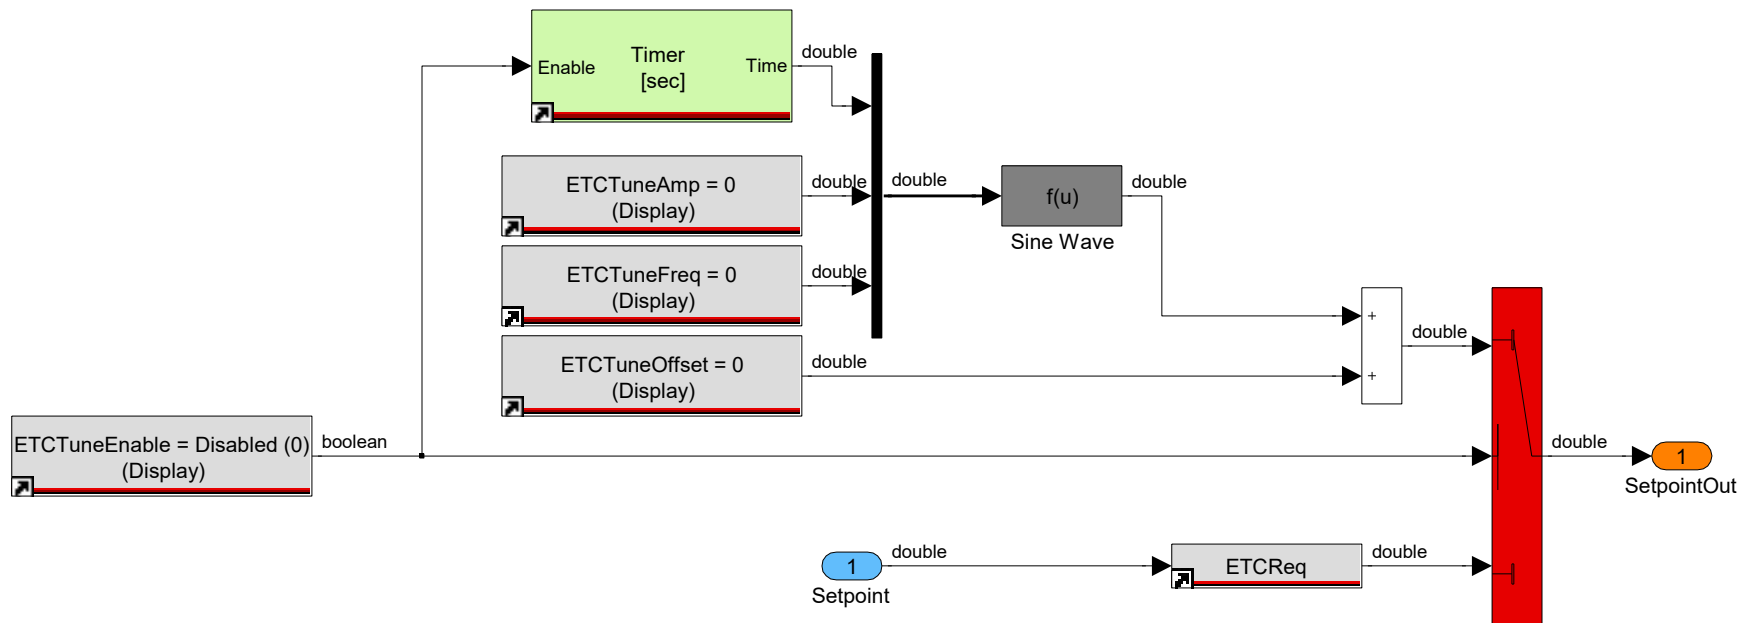 Timer
[sec]
Enable
Time
double
ETCTuneAmp = 0
(Display)
double
double
f(u)
double
Sine Wave
ETCTuneFreq = 0
(Display)
double
ETCTuneOffset = 0
(Display)
double
+
+
double
ETCTuneEnable = Disabled (0)
(Display)
boolean
double
1
SetpointOut
1
Setpoint
double
ETCReq
double